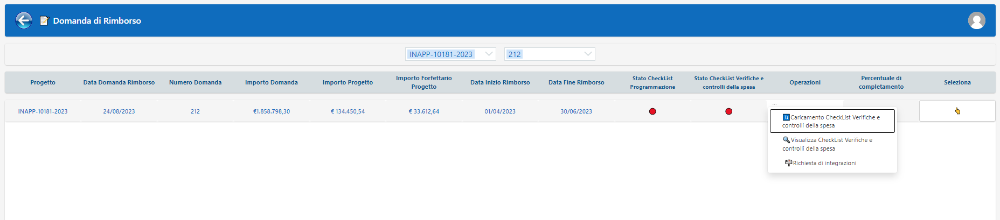 Domanda di Rimborso
INAPP-10181-2023
212
Progetto
Data Domanda Rimborso
Numero Domanda
Importo Domanda
Importo Progetto
Importo Forfettario
Progetto
Data Inizio Rimborso
Data Fine Rimborso
Stato CheckList
Programmazione
Stato CheckList Verifiche e
controlli della spesa
Operazioni
Percentuale di
completamento
Seleziona
INAPP-10181-2023
24/08/2023
212
€1.858.798,30
€ 134.450,54
€ 33.612,64
01/04/2023
30/06/2023
...
Caricamento CheckList Verifiche e
controlli della spesa
Visualizza CheckList Verifiche e
controlli della spesa
Richiesta di integrazioni